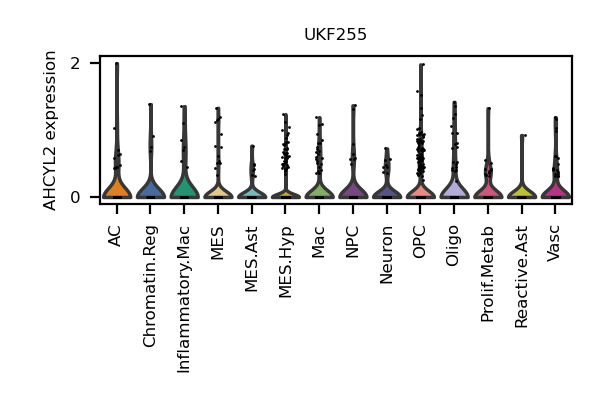 UKF255
AHCYL2 expression
2
0
AC
Chromatin.Reg
Inflammatory.Mac
MES
MES.Ast
MES.Hyp
Mac
NPC
Neuron
OPC
Oligo
Prolif.Metab
Reactive.Ast
Vasc